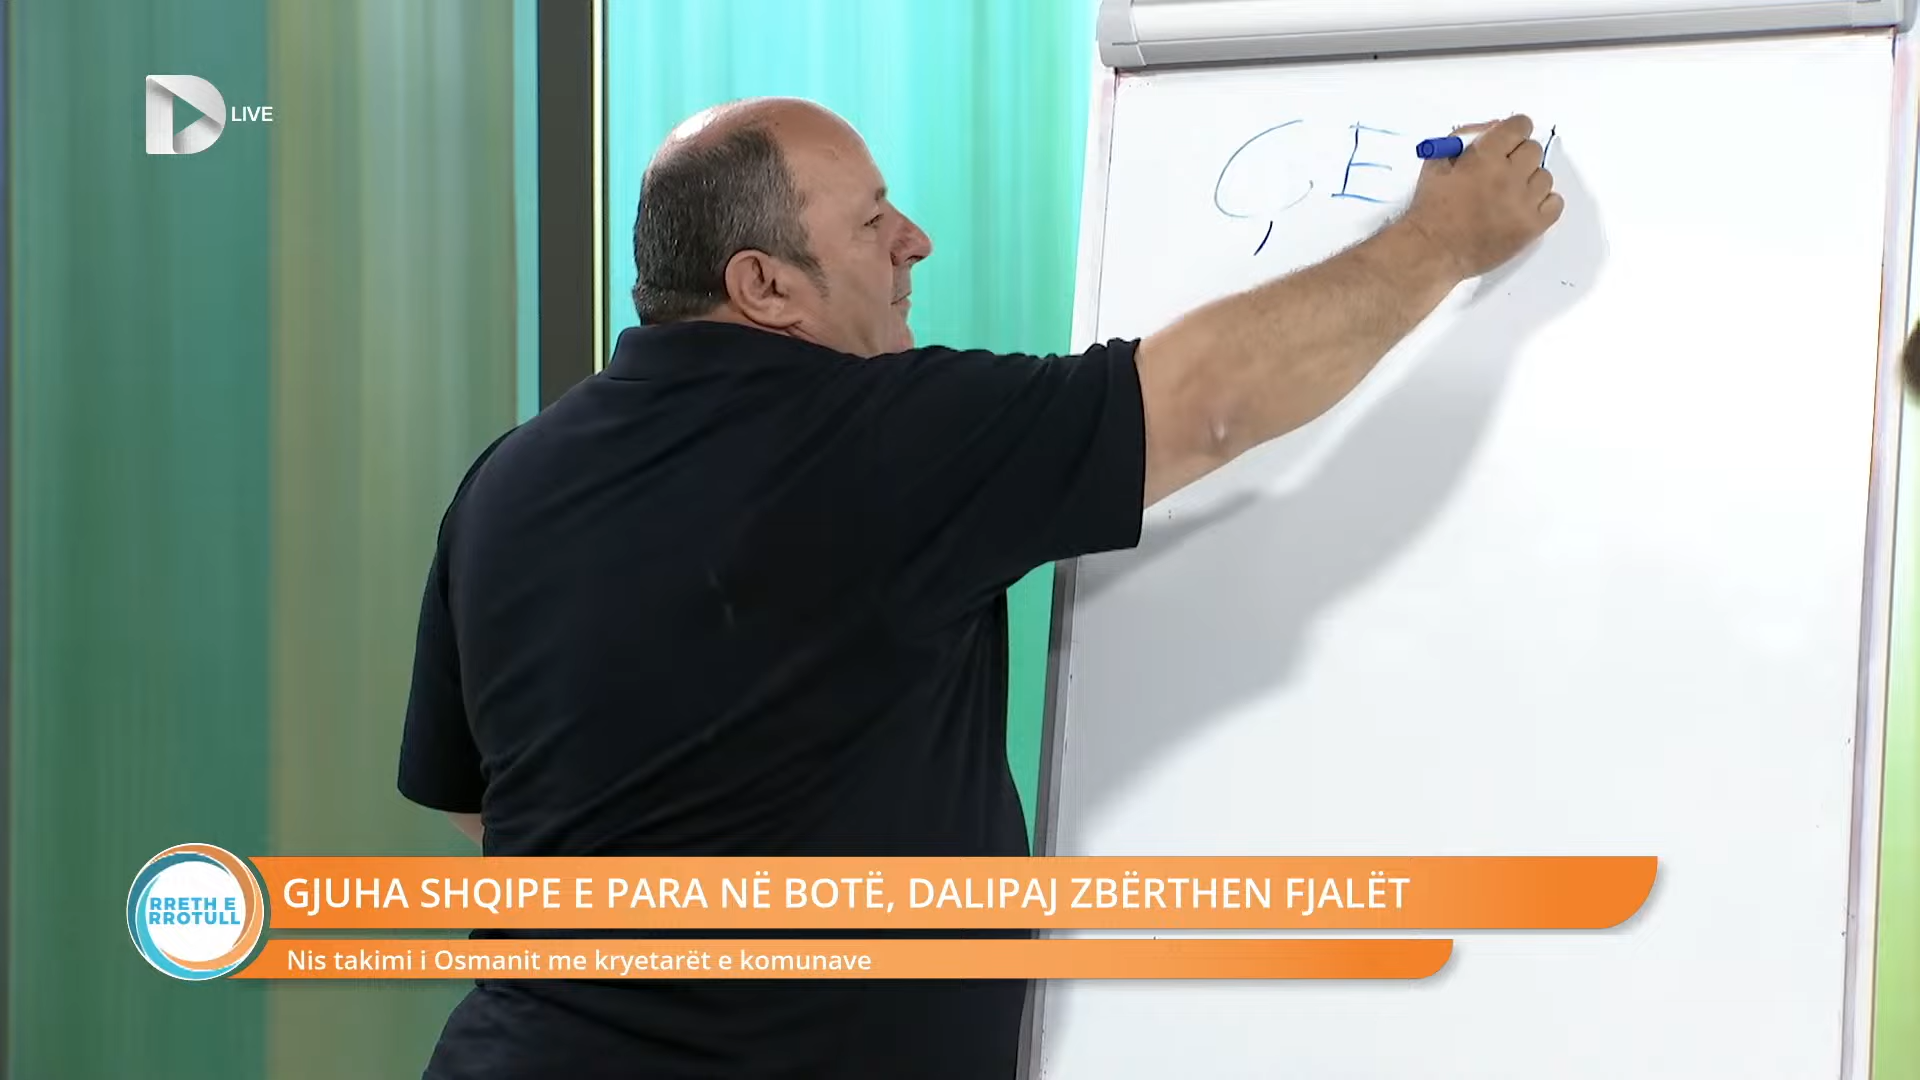 LIVE
ÇE
RRETH E
RROTULL
GJUHA SHQIPE E PARA NË BOTË, DALIPAJ ZBËRTHEN FJALËT
Nis takimi i Osmanit me kryetarët e komunave